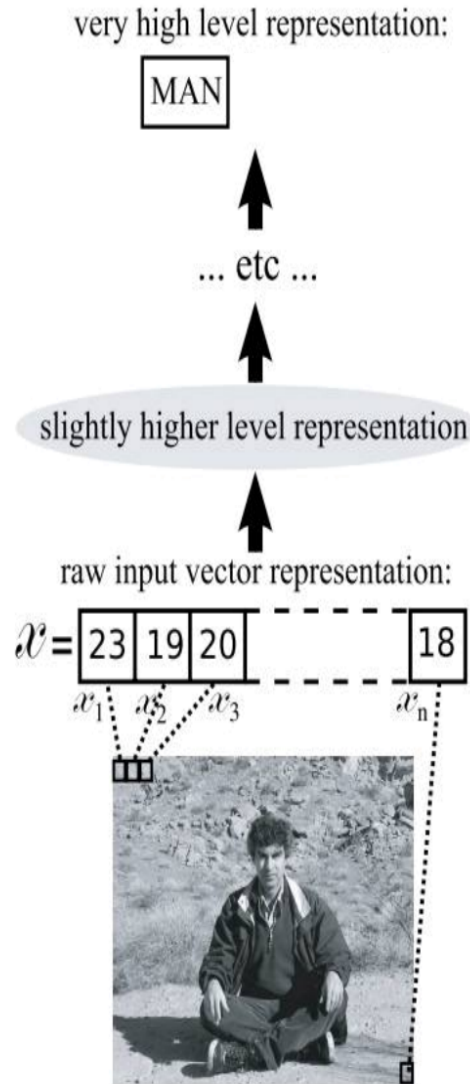 very high level representation:
MAN
... etc ...
slightly higher level representation
raw input vector representation:
x = 23 19 20 18
x1 x2 x3 xn